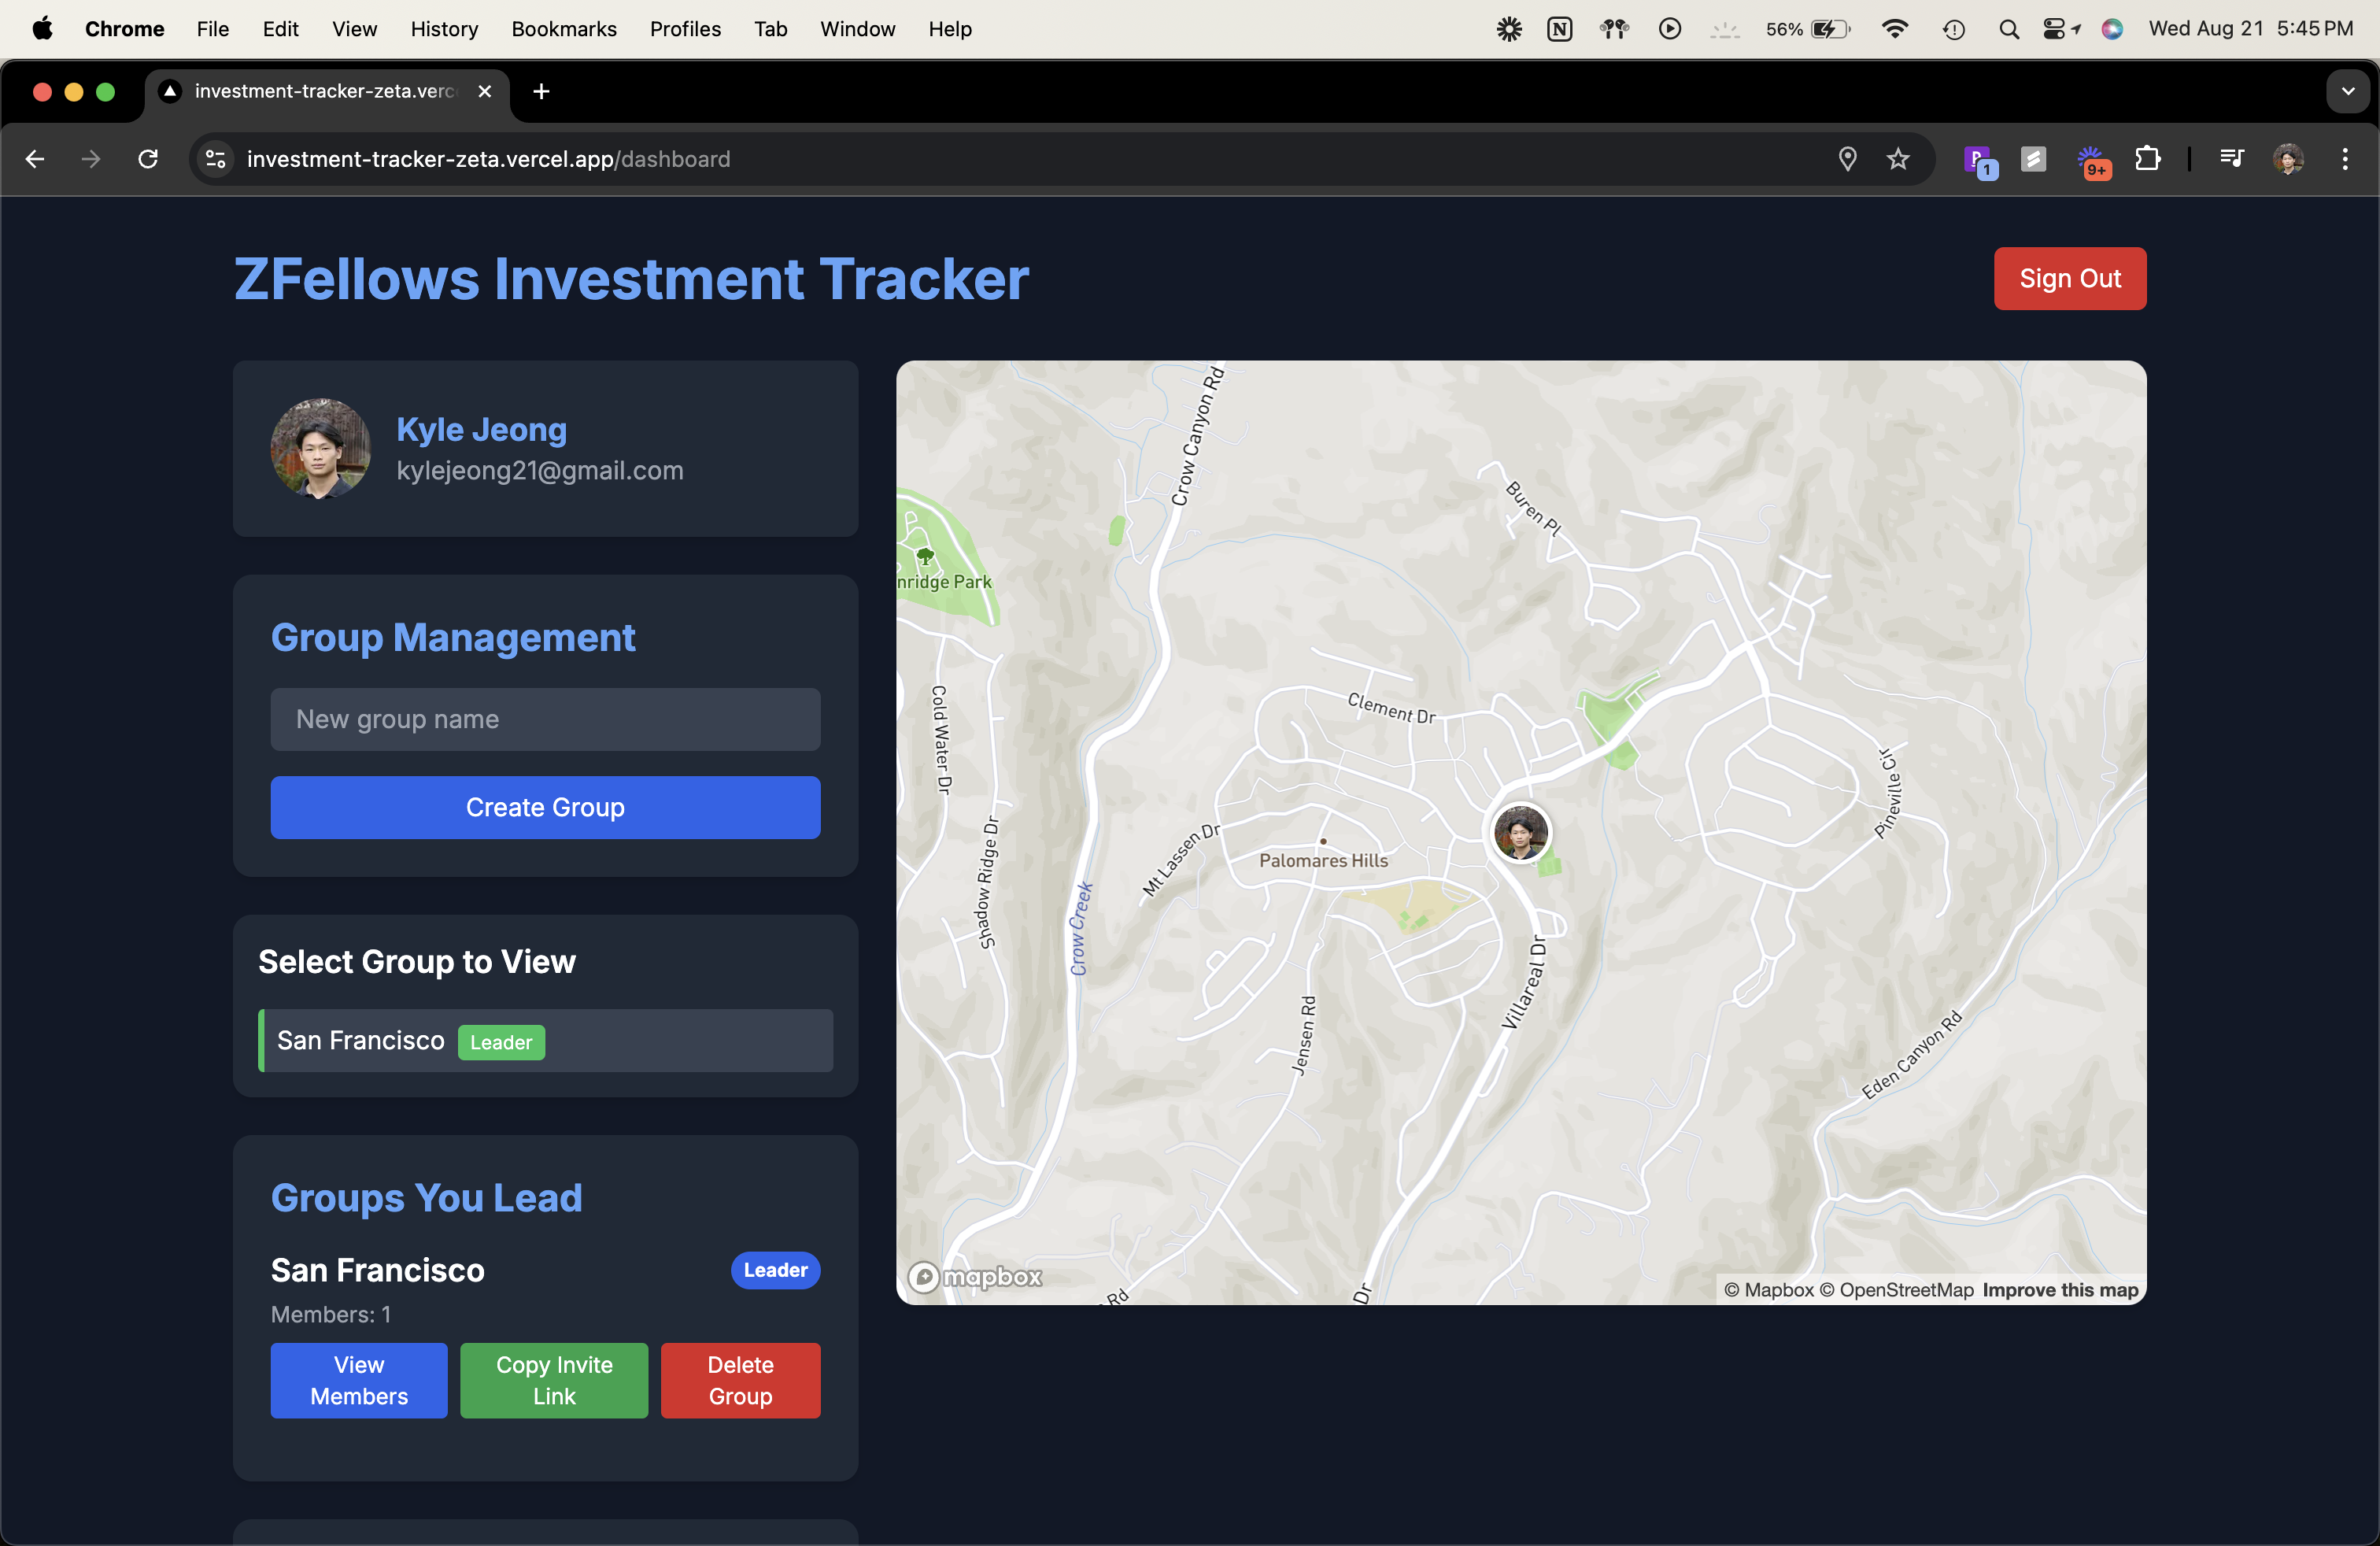 Chrome File Edit View History Bookmarks Profiles Tab Window Help 56% Wed Aug 21 5:45 PM
investment-tracker-zeta.verc
investment-tracker-zeta.vercel.app/dashboard
1
9+
ZFellows Investment Tracker
Sign Out
Kyle Jeong
kylejeong21@gmail.com
Group Management
New group name
Create Group
Select Group to View
San Francisco Leader
Groups You Lead
San Francisco Leader
Members: 1
View
Members
Copy Invite
Link
Delete
Group
Crow Canyon Rd
Buren Pl
nridge Park
Cold Water Dr
Clement Dr
Pineville Cir
Shadow Ridge Dr
Mt Lassen Dr
Palomares Hills
Crow Creek
Villareal Dr
Jensen Rd
Eden Canyon Rd
Rd
Dr
mapbox
© Mapbox © OpenStreetMap Improve this map